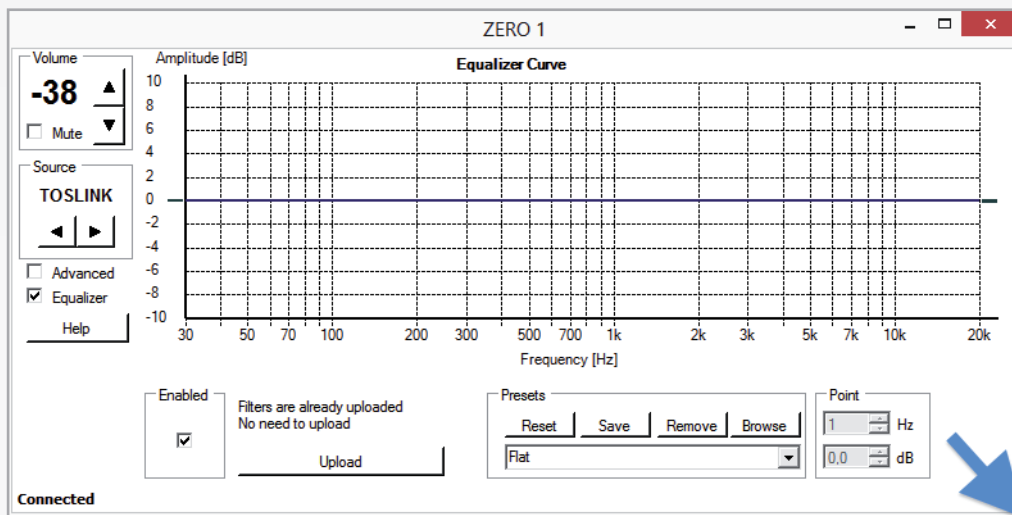 ZERO 1
Volume
-38
Mute
Source
TOSLINK
Advanced
Equalizer
Help
Amplitude [dB]
Equalizer Curve
10
8
6
4
2
0
-2
-4
-6
-8
-10
30 50 70 100 200 300 500 700 1k 2k 3k 5k 7k 10k 20k
Frequency [Hz]
Enabled
Filters are already uploaded
No need to upload
Upload
Presets
Reset Save Remove Browse
Flat
Point
1 Hz
0,0 dB
Connected